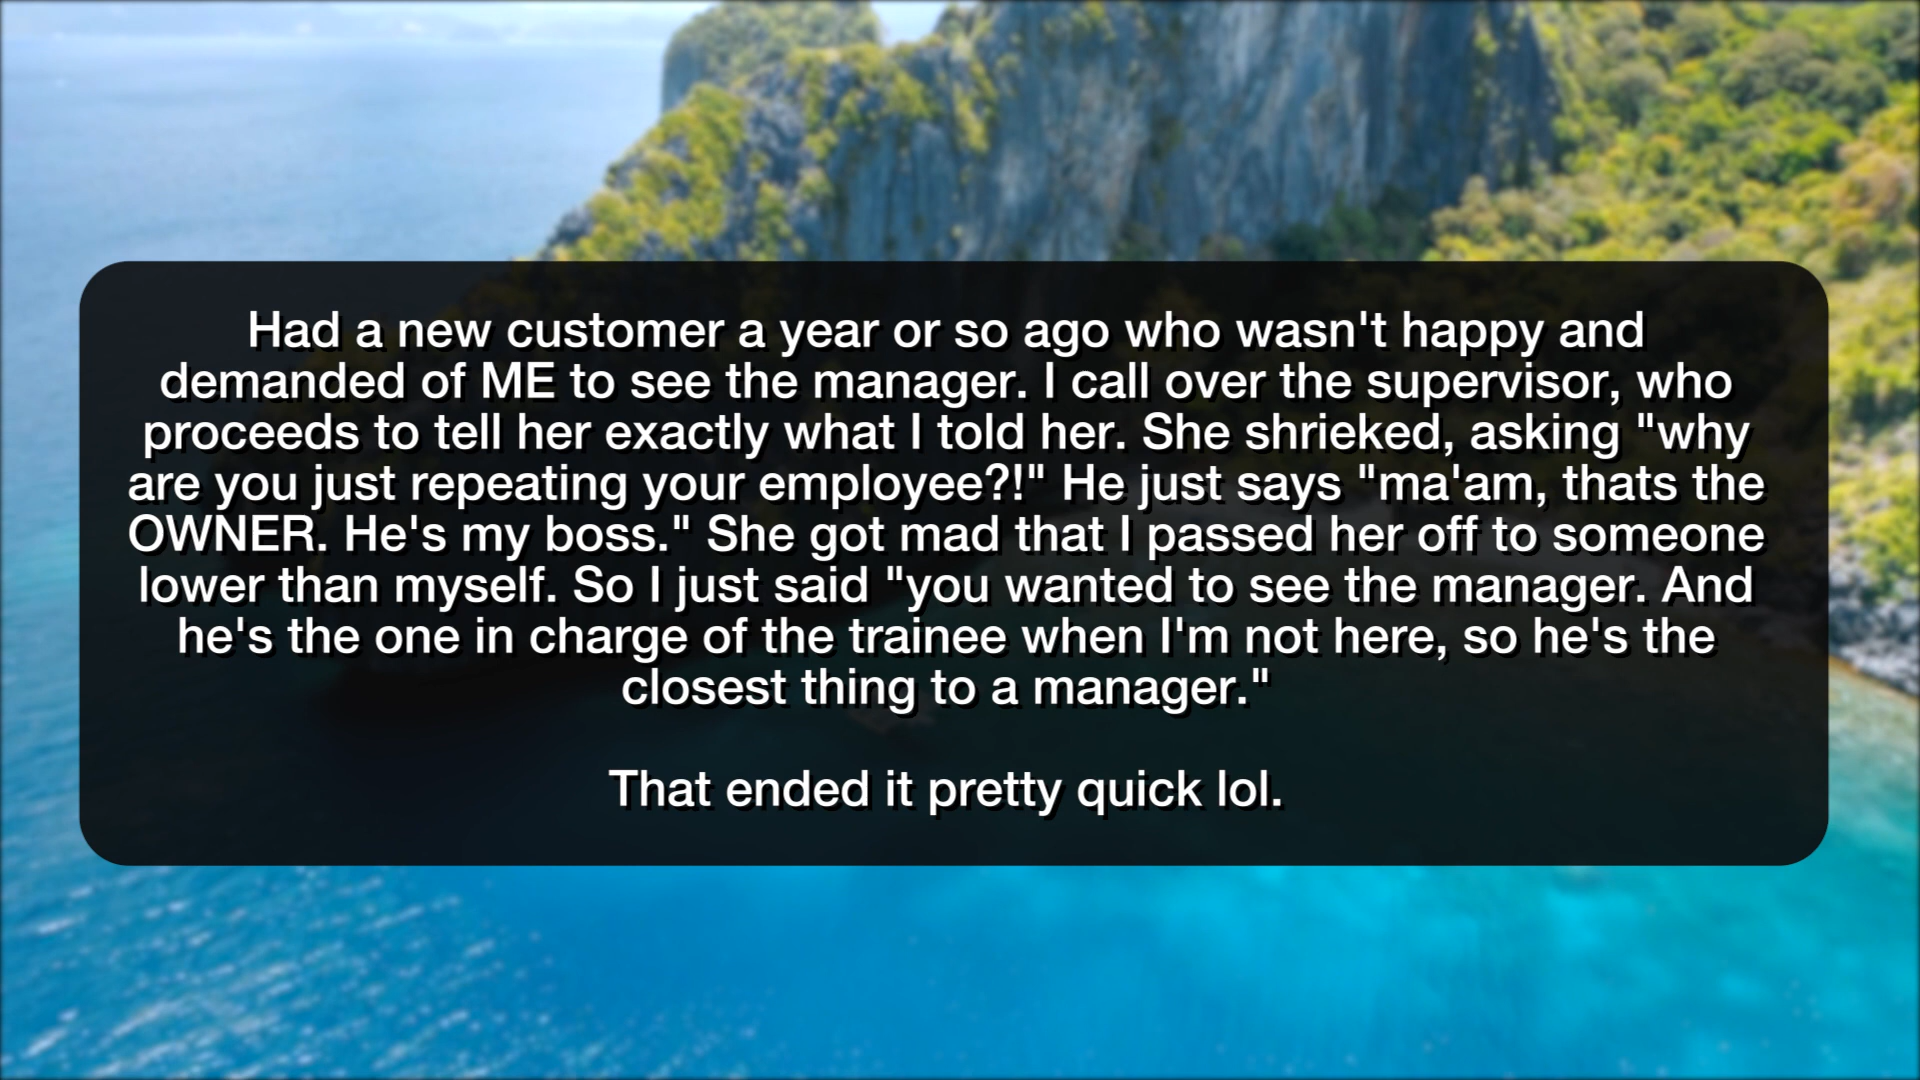 Had a new customer a year or so ago who wasn't happy and
demanded of ME to see the manager. I call over the supervisor, who
proceeds to tell her exactly what I told her. She shrieked, asking "why
are you just repeating your employee?!" He just says "ma'am, thats the
OWNER. He's my boss." She got mad that I passed her off to someone
lower than myself. So I just said "you wanted to see the manager. And
he's the one in charge of the trainee when I'm not here, so he's the
closest thing to a manager."
That ended it pretty quick lol.